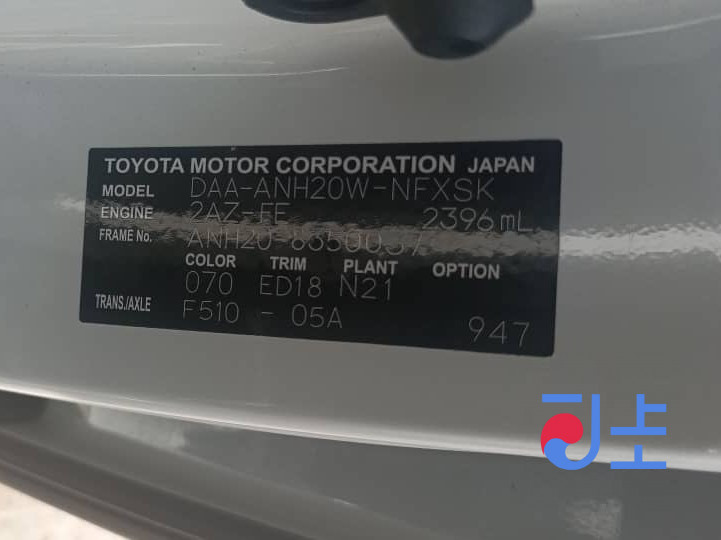 TOYOTA MOTOR CORPORATION JAPAN
MODEL DAA-ANH20W-NFXSK
ENGINE 2AZ-FE 2396mL
FRAME No.
COLOR TRIM PLANT OPTION
070 ED18 N21
TRANS./AXLE F510 - 05A
947